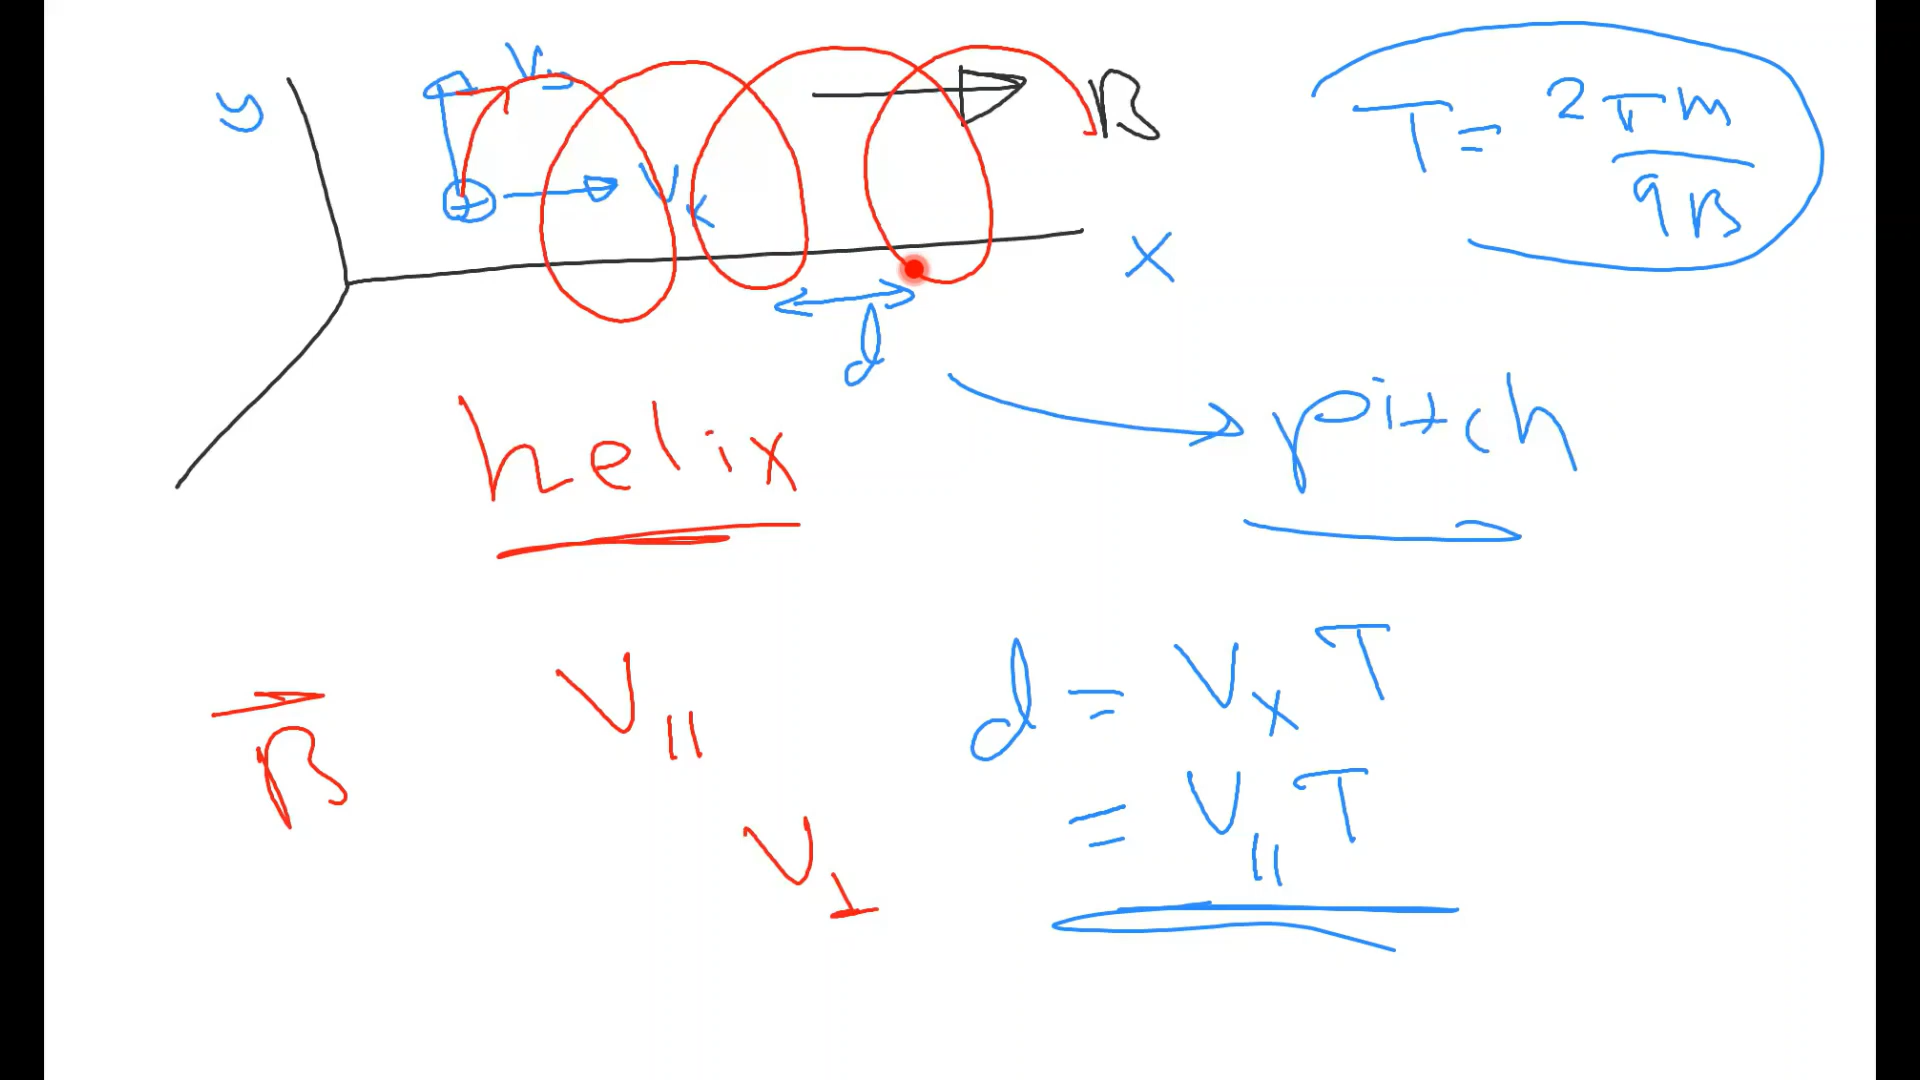 y
V
B
T = 2πm / qB
+
Vx
x
d
helix
pitch
B
V||
d = Vx T
= V|| T
V⊥